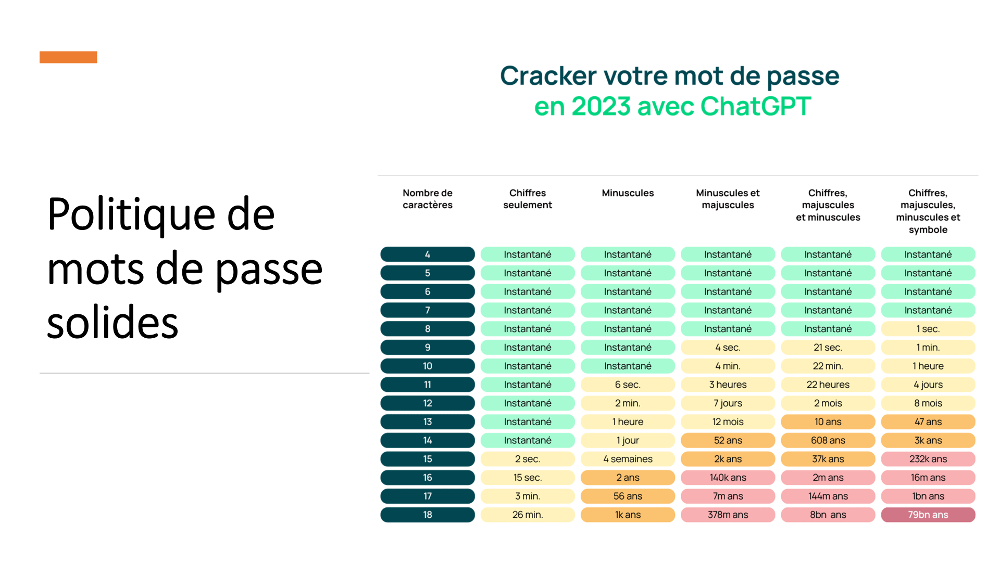 Politique de
mots de passe
solides
Cracker votre mot de passe
en 2023 avec ChatGPT
Nombre de caractères Chiffres seulement Minuscules Minuscules et majuscules Chiffres, majuscules et minuscules Chiffres, majuscules, minuscules et symbole
4 Instantané Instantané Instantané Instantané Instantané
5 Instantané Instantané Instantané Instantané Instantané
6 Instantané Instantané Instantané Instantané Instantané
7 Instantané Instantané Instantané Instantané Instantané
8 Instantané Instantané Instantané Instantané 1 sec.
9 Instantané Instantané 4 sec. 21 sec. 1 min.
10 Instantané Instantané 4 min. 22 min. 1 heure
11 Instantané 6 sec. 3 heures 22 heures 4 jours
12 Instantané 2 min. 7 jours 2 mois 8 mois
13 Instantané 1 heure 12 mois 10 ans 47 ans
14 Instantané 1 jour 52 ans 608 ans 3k ans
15 2 sec. 4 semaines 2k ans 37k ans 232k ans
16 15 sec. 2 ans 140k ans 2m ans 16m ans
17 3 min. 56 ans 7m ans 144m ans 1bn ans
18 26 min. 1k ans 378m ans 8bn ans 79bn ans